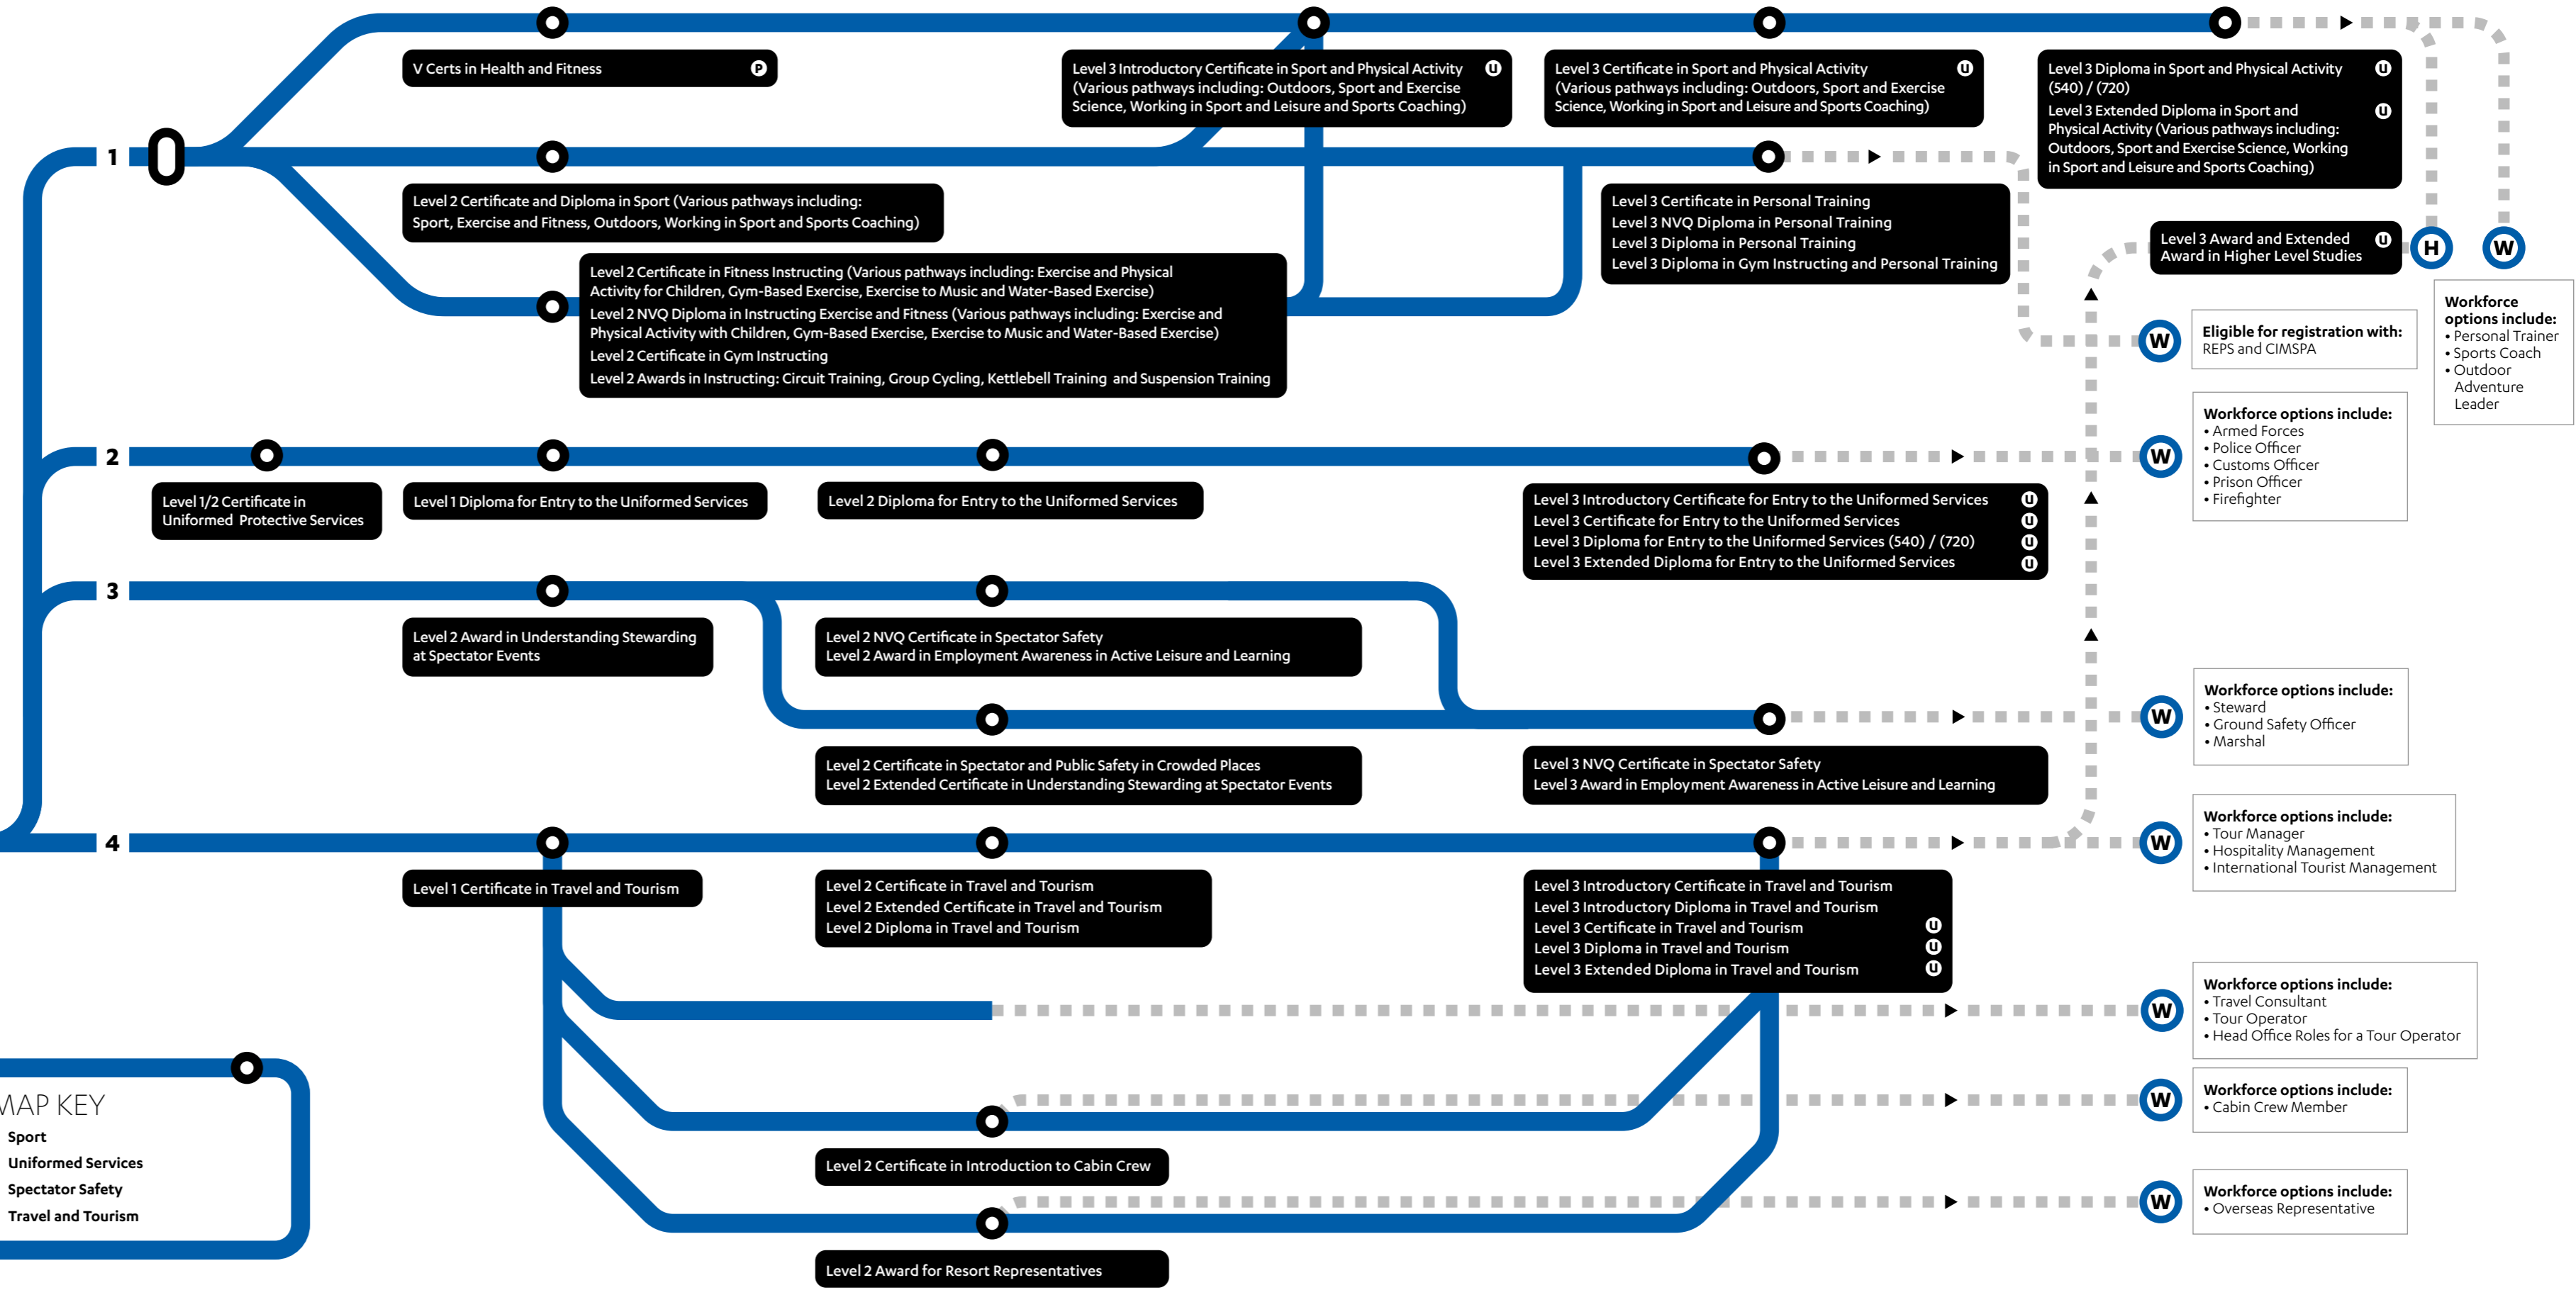 V Certs in Health and Fitness P
Level 3 Introductory Certificate in Sport and Physical Activity U
(Various pathways including: Outdoors, Sport and Exercise
Science, Working in Sport and Leisure and Sports Coaching)
Level 3 Certificate in Sport and Physical Activity U
(Various pathways including: Outdoors, Sport and Exercise
Science, Working in Sport and Leisure and Sports Coaching)
Level 3 Diploma in Sport and Physical Activity U
(540) / (720)
Level 3 Extended Diploma in Sport and U
Physical Activity (Various pathways including:
Outdoors, Sport and Exercise Science, Working
in Sport and Leisure and Sports Coaching)
1
Level 2 Certificate and Diploma in Sport (Various pathways including:
Sport, Exercise and Fitness, Outdoors, Working in Sport and Sports Coaching)
Level 3 Certificate in Personal Training
Level 3 NVQ Diploma in Personal Training
Level 3 Diploma in Personal Training
Level 3 Diploma in Gym Instructing and Personal Training
Level 3 Award and Extended U
Award in Higher Level Studies
H
W
Level 2 Certificate in Fitness Instructing (Various pathways including: Exercise and Physical
Activity for Children, Gym-Based Exercise, Exercise to Music and Water-Based Exercise)
Level 2 NVQ Diploma in Instructing Exercise and Fitness (Various pathways including: Exercise and
Physical Activity with Children, Gym-Based Exercise, Exercise to Music and Water-Based Exercise)
Level 2 Certificate in Gym Instructing
Level 2 Awards in Instructing: Circuit Training, Group Cycling, Kettlebell Training and Suspension Training
W
Eligible for registration with:
REPS and CIMSPA
Workforce
options include:
• Personal Trainer
• Sports Coach
• Outdoor
Adventure
Leader
2
W
Workforce options include:
• Armed Forces
• Police Officer
• Customs Officer
• Prison Officer
• Firefighter
Level 1/2 Certificate in
Uniformed Protective Services
Level 1 Diploma for Entry to the Uniformed Services
Level 2 Diploma for Entry to the Uniformed Services
Level 3 Introductory Certificate for Entry to the Uniformed Services U
Level 3 Certificate for Entry to the Uniformed Services U
Level 3 Diploma for Entry to the Uniformed Services (540) / (720) U
Level 3 Extended Diploma for Entry to the Uniformed Services U
3
Level 2 Award in Understanding Stewarding
at Spectator Events
Level 2 NVQ Certificate in Spectator Safety
Level 2 Award in Employment Awareness in Active Leisure and Learning
W
Workforce options include:
• Steward
• Ground Safety Officer
• Marshal
Level 2 Certificate in Spectator and Public Safety in Crowded Places
Level 2 Extended Certificate in Understanding Stewarding at Spectator Events
Level 3 NVQ Certificate in Spectator Safety
Level 3 Award in Employment Awareness in Active Leisure and Learning
4
W
Workforce options include:
• Tour Manager
• Hospitality Management
• International Tourist Management
Level 1 Certificate in Travel and Tourism
Level 2 Certificate in Travel and Tourism
Level 2 Extended Certificate in Travel and Tourism
Level 2 Diploma in Travel and Tourism
Level 3 Introductory Certificate in Travel and Tourism
Level 3 Introductory Diploma in Travel and Tourism
Level 3 Certificate in Travel and Tourism U
Level 3 Diploma in Travel and Tourism U
Level 3 Extended Diploma in Travel and Tourism U
W
Workforce options include:
• Travel Consultant
• Tour Operator
• Head Office Roles for a Tour Operator
W
Workforce options include:
• Cabin Crew Member
Level 2 Certificate in Introduction to Cabin Crew
W
Workforce options include:
• Overseas Representative
Level 2 Award for Resort Representatives
MAP KEY
Sport
Uniformed Services
Spectator Safety
Travel and Tourism